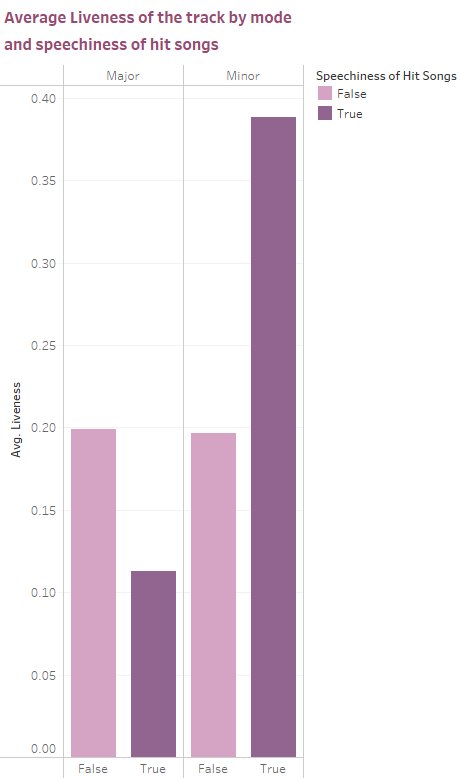 Average Liveness of the track by mode
and speechiness of hit songs
Major
Minor
Speechiness of Hit Songs
False
True
Avg. Liveness
0.40
0.35
0.30
0.25
0.20
0.15
0.10
0.05
0.00
False
True
False
True